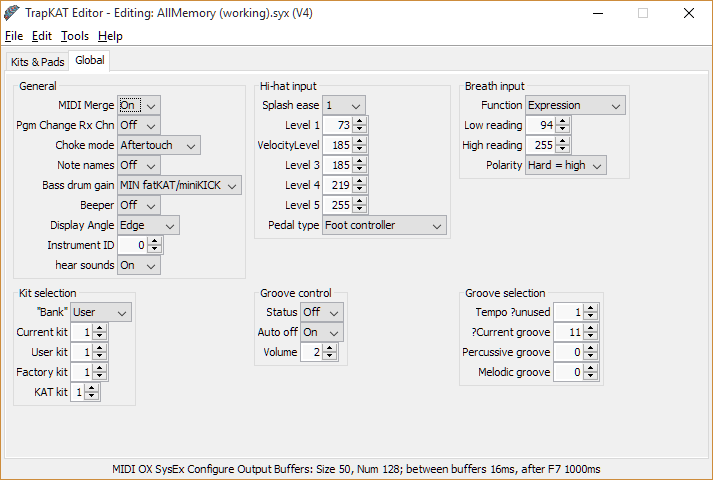 TrapKAT Editor - Editing: AllMemory (working).syx (V4)
File Edit Tools Help
Kits & Pads Global
General
MIDI Merge On
Pgm Change Rx Chn Off
Choke mode Aftertouch
Note names Off
Bass drum gain MIN fatKAT/miniKICK
Beeper Off
Display Angle Edge
Instrument ID 0
hear sounds On
Hi-hat input
Splash ease 1
Level 1 73
VelocityLevel 185
Level 3 185
Level 4 219
Level 5 255
Pedal type Foot controller
Breath input
Function Expression
Low reading 94
High reading 255
Polarity Hard = high
Kit selection
"Bank" User
Current kit 1
User kit 1
Factory kit 1
KAT kit 1
Groove control
Status Off
Auto off On
Volume 2
Groove selection
Tempo ?unused 1
?Current groove 11
Percussive groove 0
Melodic groove 0
MIDI OX SysEx Configure Output Buffers: Size 50, Num 128; between buffers 16ms, after F7 1000ms